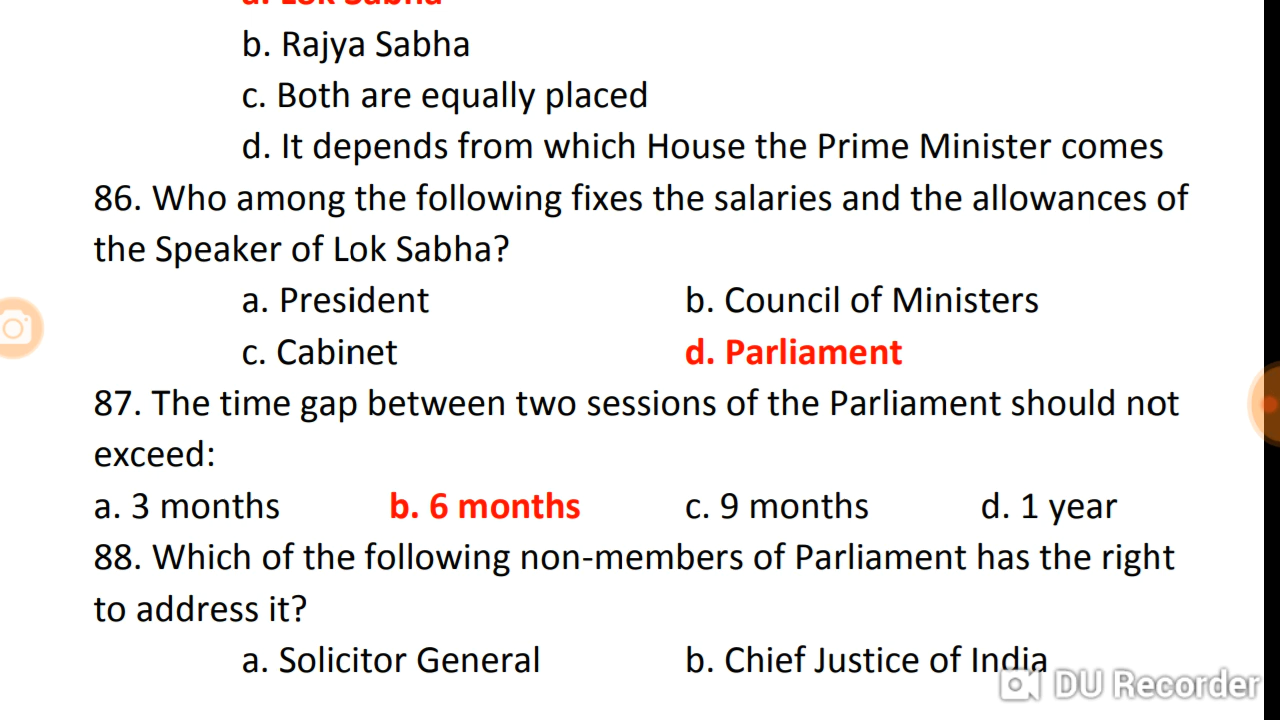 a. Lok Sabha
b. Rajya Sabha
c. Both are equally placed
d. It depends from which House the Prime Minister comes
86. Who among the following fixes the salaries and the allowances of
the Speaker of Lok Sabha?
a. President b. Council of Ministers
c. Cabinet d. Parliament
87. The time gap between two sessions of the Parliament should not
exceed:
a. 3 months b. 6 months c. 9 months d. 1 year
88. Which of the following non-members of Parliament has the right
to address it?
a. Solicitor General b. Chief Justice of India
DU Recorder